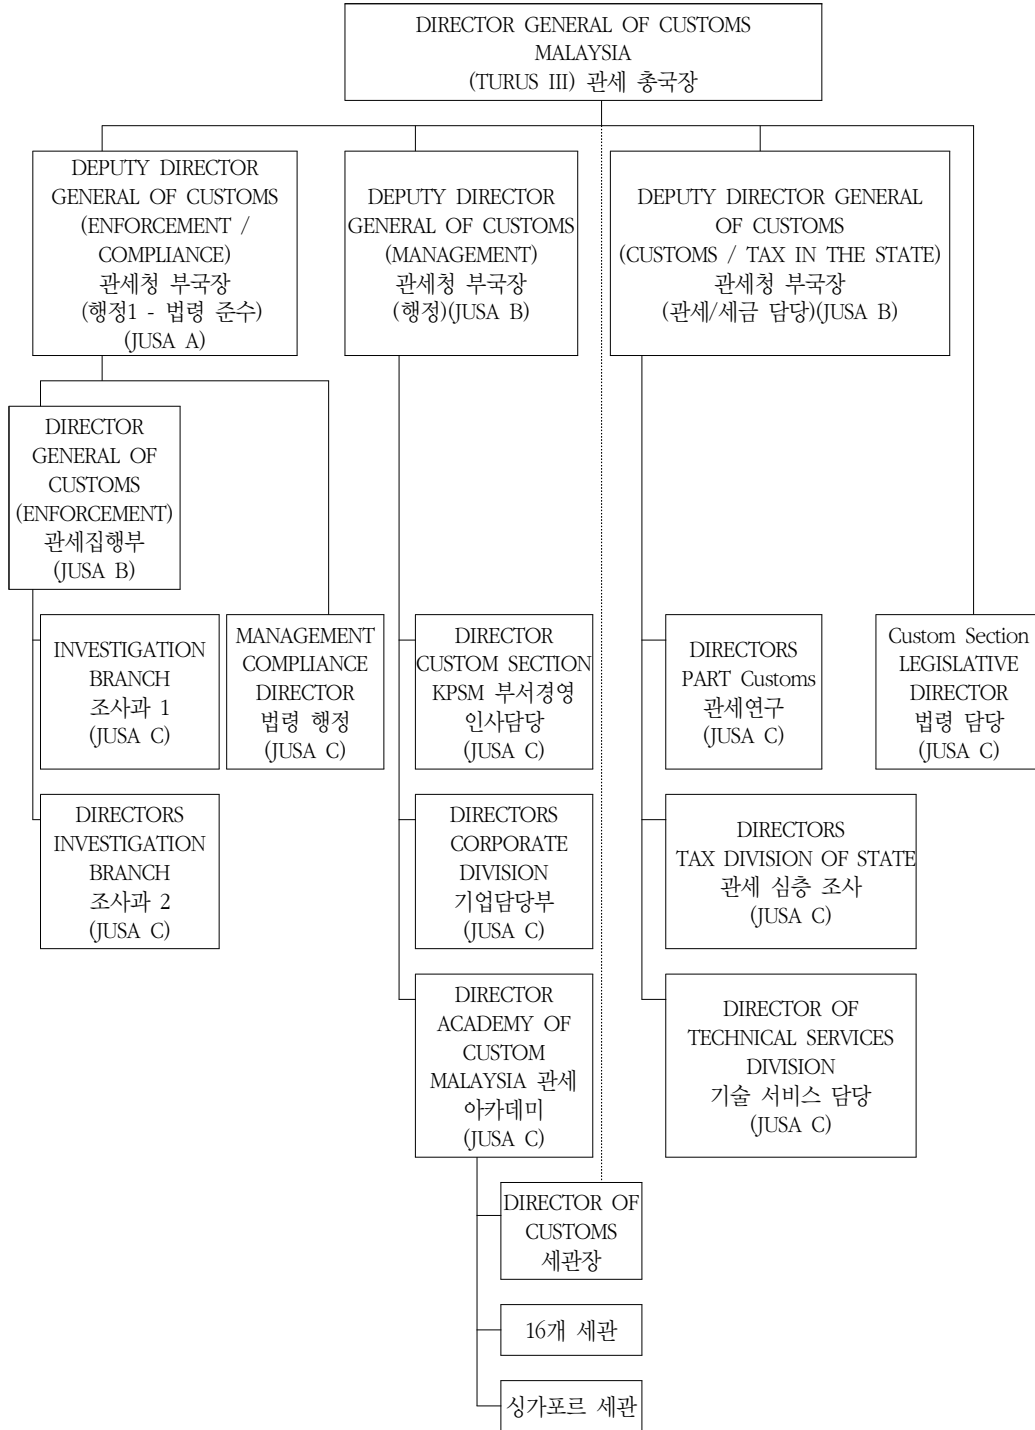 DIRECTOR GENERAL OF CUSTOMS
MALAYSIA
(TURUS III) 관세 총국장
DEPUTY DIRECTOR
GENERAL OF CUSTOMS
(ENFORCEMENT /
COMPLIANCE)
관세청 부국장
(행정1 - 법령 준수)
(JUSA A)
DEPUTY DIRECTOR
GENERAL OF CUSTOMS
(MANAGEMENT)
관세청 부국장
(행정)(JUSA B)
DEPUTY DIRECTOR GENERAL
OF CUSTOMS
(CUSTOMS / TAX IN THE STATE)
관세청 부국장
(관세/세금 담당)(JUSA B)
DIRECTOR
GENERAL OF
CUSTOMS
(ENFORCEMENT)
관세집행부
(JUSA B)
INVESTIGATION
BRANCH
조사과 1
(JUSA C)
MANAGEMENT
COMPLIANCE
DIRECTOR
법령 행정
(JUSA C)
DIRECTOR
CUSTOM SECTION
KPSM 부서경영
인사담당
(JUSA C)
DIRECTORS
PART Customs
관세연구
(JUSA C)
Custom Section
LEGISLATIVE
DIRECTOR
법령 담당
(JUSA C)
DIRECTORS
INVESTIGATION
BRANCH
조사과 2
(JUSA C)
DIRECTORS
CORPORATE
DIVISION
기업담당부
(JUSA C)
DIRECTORS
TAX DIVISION OF STATE
관세 심층 조사
(JUSA C)
DIRECTOR
ACADEMY OF
CUSTOM
MALAYSIA 관세
아카데미
(JUSA C)
DIRECTOR OF
TECHNICAL SERVICES
DIVISION
기술 서비스 담당
(JUSA C)
DIRECTOR OF
CUSTOMS
세관장
16개 세관
싱가포르 세관